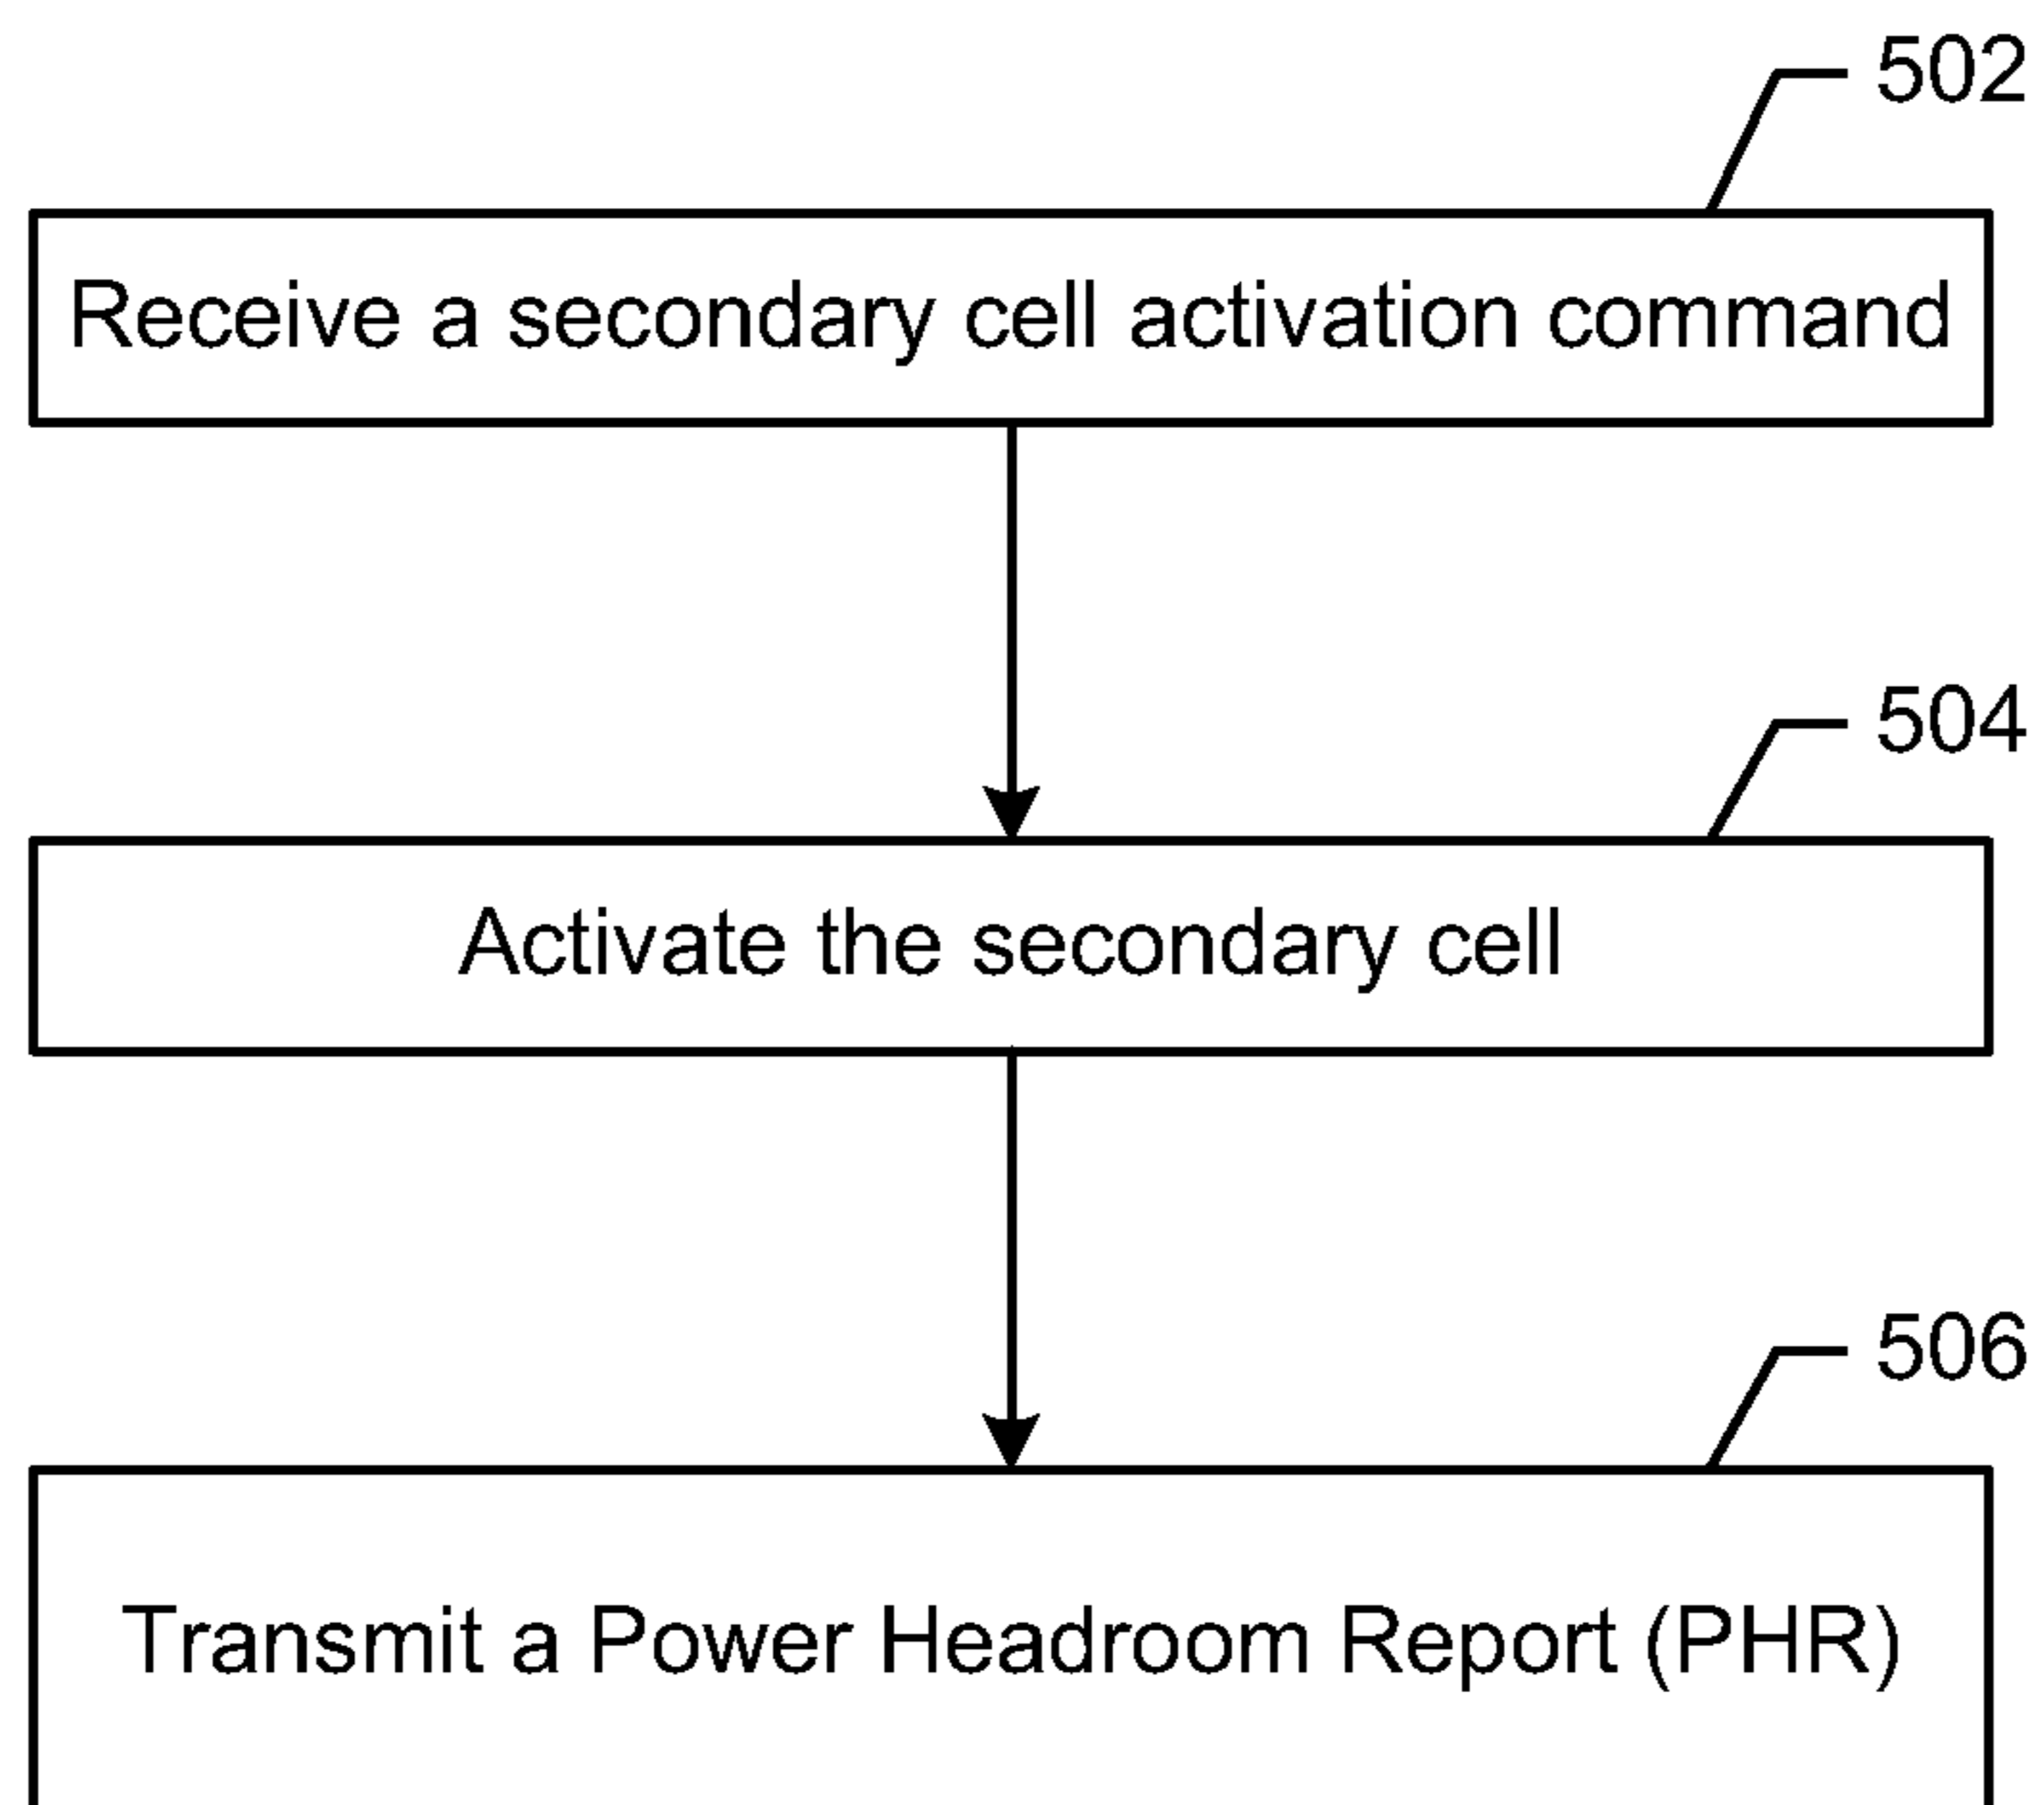 502
Receive a secondary cell activation command
504
Activate the secondary cell
506
Transmit a Power Headroom Report (PHR)